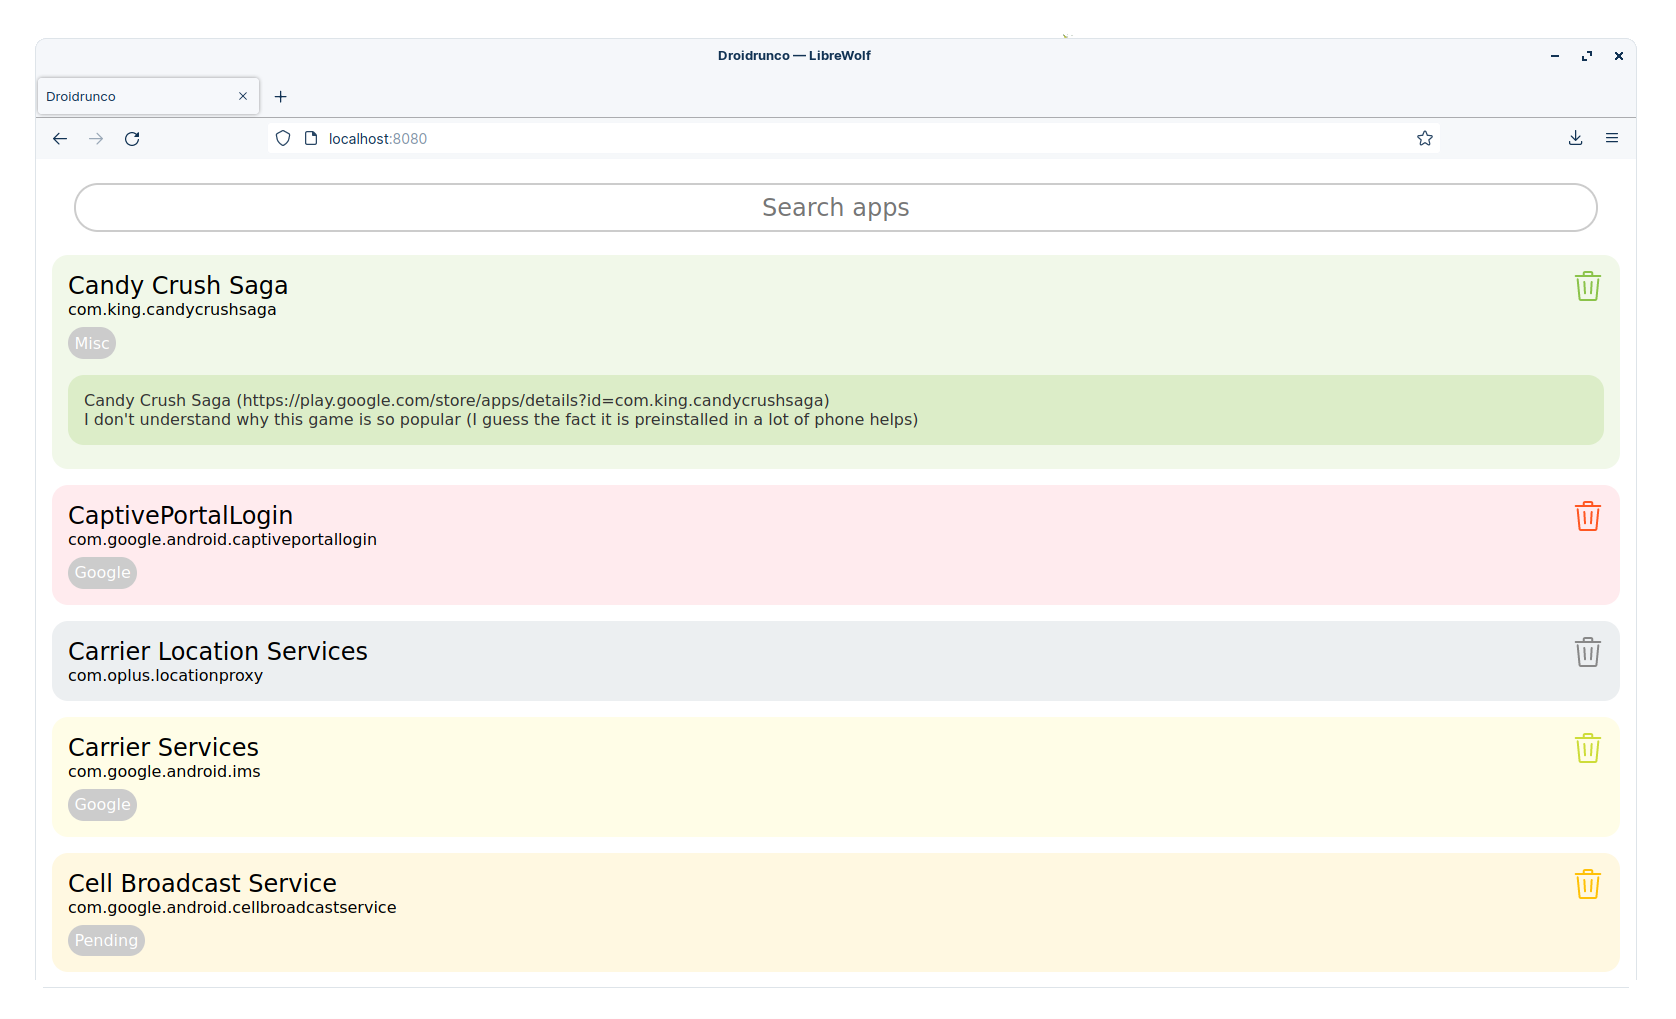 Droidrunco — LibreWolf
Droidrunco
localhost:8080
Search apps
Candy Crush Saga
com.king.candycrushsaga
Misc
Candy Crush Saga (https://play.google.com/store/apps/details?id=com.king.candycrushsaga)
I don't understand why this game is so popular (I guess the fact it is preinstalled in a lot of phone helps)
CaptivePortalLogin
com.google.android.captiveportallogin
Google
Carrier Location Services
com.oplus.locationproxy
Carrier Services
com.google.android.ims
Google
Cell Broadcast Service
com.google.android.cellbroadcastservice
Pending